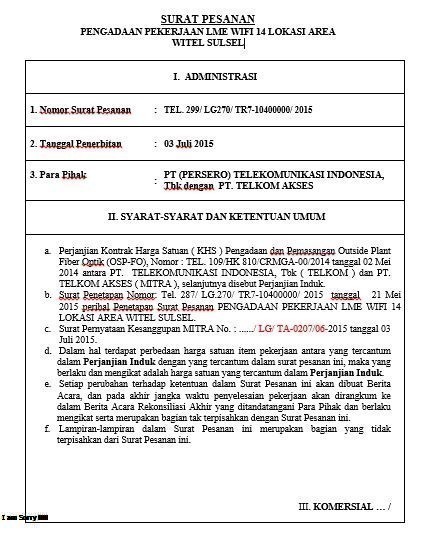 SURAT PESANAN
PENGADAAN PEKERJAAN LME WIFI 14 LOKASI AREA
WITEL SULSEL
I. ADMINISTRASI
1. Nomor Surat Pesanan : TEL. 299/ LG270/ TR7-10400000/ 2015
2. Tanggal Penerbitan : 03 Juli 2015
3. Para Pihak : PT (PERSERO) TELEKOMUNIKASI INDONESIA,
Tbk dengan PT. TELKOM AKSES
II. SYARAT-SYARAT DAN KETENTUAN UMUM
a. Perjanjian Kontrak Harga Satuan ( KHS ) Pengadaan dan Pemasangan Outside Plant
Fiber Optik (OSP-FO), Nomor : TEL. 109/HK 810/CRMGA-00/2014 tanggal 02 Mei
2014 antara PT. TELEKOMUNIKASI INDONESIA, Tbk ( TELKOM ) dan PT.
TELKOM AKSES ( MITRA ), selanjutnya disebut Perjanjian Induk.
b. Surat Penetapan Nomor: Tel. 287/ LG.270/ TR7-10400000/ 2015 tanggal 21 Mei
2015 perihal Penetapan Surat Pesanan PENGADAAN PEKERJAAN LME WIFI 14
LOKASI AREA WITEL SULSEL.
c. Surat Pernyataan Kesanggupan MITRA No. : ....../ LG/ TA-0207/06-2015 tanggal 03
Juli 2015.
d. Dalam hal terdapat perbedaan harga satuan item pekerjaan antara yang tercantum
dalam Perjanjian Induk dengan yang tercantum dalam surat pesanan ini, maka yang
berlaku dan mengikat adalah harga satuan yang tercantum dalam Perjanjian Induk.
e. Setiap perubahan terhadap ketentuan dalam Surat Pesanan ini akan dibuat Berita
Acara, dan pada akhir jangka waktu penyelesaian pekerjaan akan dirangkum ke
dalam Berita Acara Rekonsiliasi Akhir yang ditandatangani Para Pihak dan berlaku
mengikat serta merupakan bagian tak terpisahkan dengan Surat Pesanan ini.
f. Lampiran-lampiran dalam Surat Pesanan ini merupakan bagian yang tidak
terpisahkan dari Surat Pesanan ini.
III. KOMERSIAL ... /